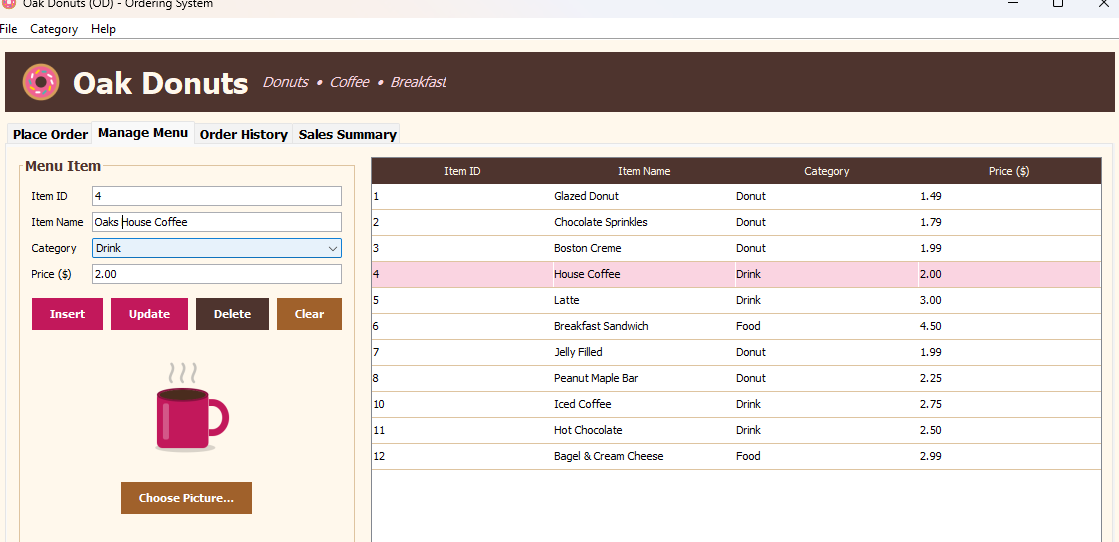 Oak Donuts (OD) - Ordering System
File Category Help
Oak Donuts Donuts • Coffee • Breakfast
Place Order Manage Menu Order History Sales Summary
Menu Item
Item ID 4
Item Name Oaks House Coffee
Category Drink
Price ($) 2.00
Insert Update Delete Clear
Choose Picture...
Item ID Item Name Category Price ($)
1 Glazed Donut Donut 1.49
2 Chocolate Sprinkles Donut 1.79
3 Boston Creme Donut 1.99
4 House Coffee Drink 2.00
5 Latte Drink 3.00
6 Breakfast Sandwich Food 4.50
7 Jelly Filled Donut 1.99
8 Peanut Maple Bar Donut 2.25
10 Iced Coffee Drink 2.75
11 Hot Chocolate Drink 2.50
12 Bagel & Cream Cheese Food 2.99